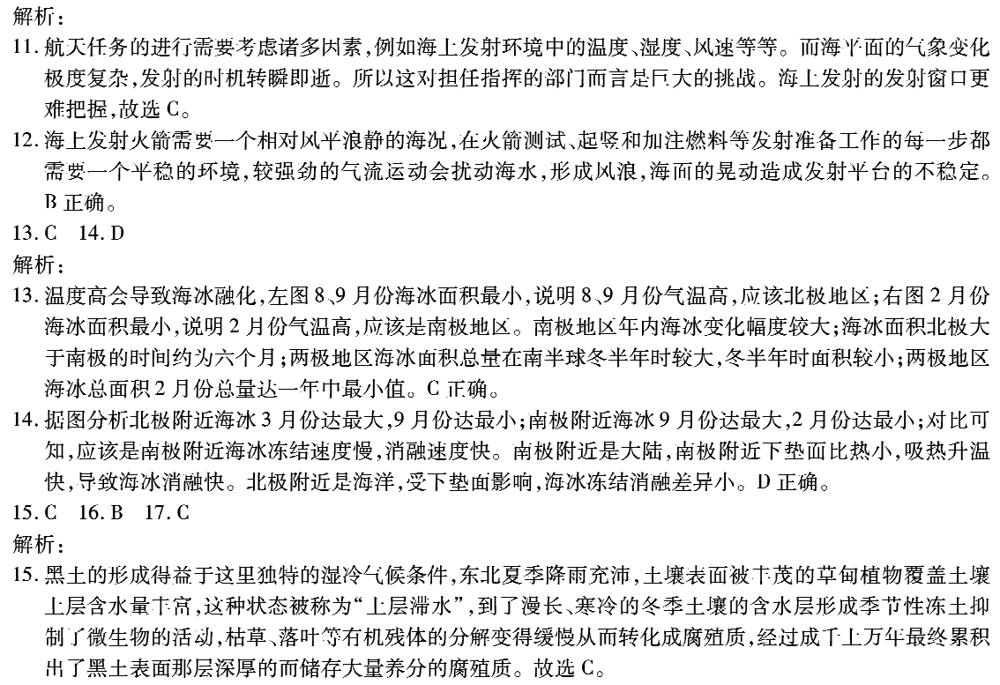 解析：
11. 航天任务的进行需要考虑诸多因素,例如海上发射环境中的温度、湿度、风速等等。而海平面的气象变化
极度复杂,发射的时机转瞬即逝。所以这对担任指挥的部门而言是巨大的挑战。海上发射的发射窗口更
难把握,故选 C。
12. 海上发射火箭需要一个相对风平浪静的海况,在火箭测试、起竖和加注燃料等发射准备工作的每一步都
需要一个平稳的环境,较强劲的气流运动会扰动海水,形成风浪,海面的晃动造成发射平台的不稳定。
B 正确。
13. C 14. D
解析：
13. 温度高会导致海冰融化,左图 8、9 月份海冰面积最小,说明 8、9 月份气温高,应该北极地区;右图 2 月份
海冰面积最小,说明 2 月份气温高,应该是南极地区。南极地区年内海冰变化幅度较大;海冰面积北极大
于南极的时间约为六个月;两极地区海冰面积总量在南半球冬半年时较大,冬半年时面积较小;两极地区
海冰总面积 2 月份总量达一年中最小值。C 正确。
14. 据图分析北极附近海冰 3 月份达最大,9 月份达最小;南极附近海冰 9 月份达最大,2 月份达最小;对比可
知,应该是南极附近海冰冻结速度慢,消融速度快。南极附近是大陆,南极附近下垫面比热小,吸热升温
快,导致海冰消融快。北极附近是海洋,受下垫面影响,海冰冻结消融差异小。D 正确。
15. C 16. B 17. C
解析：
15. 黑土的形成得益于这里独特的湿冷气候条件,东北夏季降雨充沛,土壤表面被丰茂的草甸植物覆盖土壤
上层含水量丰富,这种状态被称为“上层滞水”,到了漫长、寒冷的冬季土壤的含水层形成季节性冻土抑
制了微生物的活动,枯草、落叶等有机残体的分解变得缓慢从而转化成腐殖质,经过成千上万年最终累积
出了黑土表面那层深厚的而储存大量养分的腐殖质。故选 C。